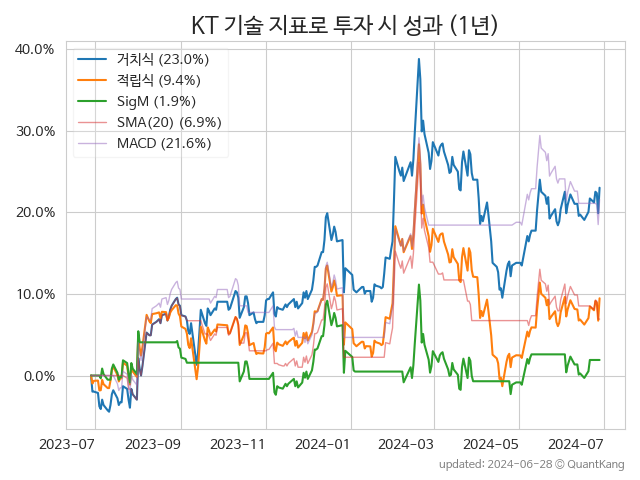 KT 기술 지표로 투자 시 성과 (1년)
40.0%
30.0%
20.0%
10.0%
0.0%
거치식 (23.0%)
적립식 (9.4%)
SigM (1.9%)
SMA(20) (6.9%)
MACD (21.6%)
2023-07 2023-09 2023-11 2024-01 2024-03 2024-05 2024-07
updated: 2024-06-28 © QuantKang